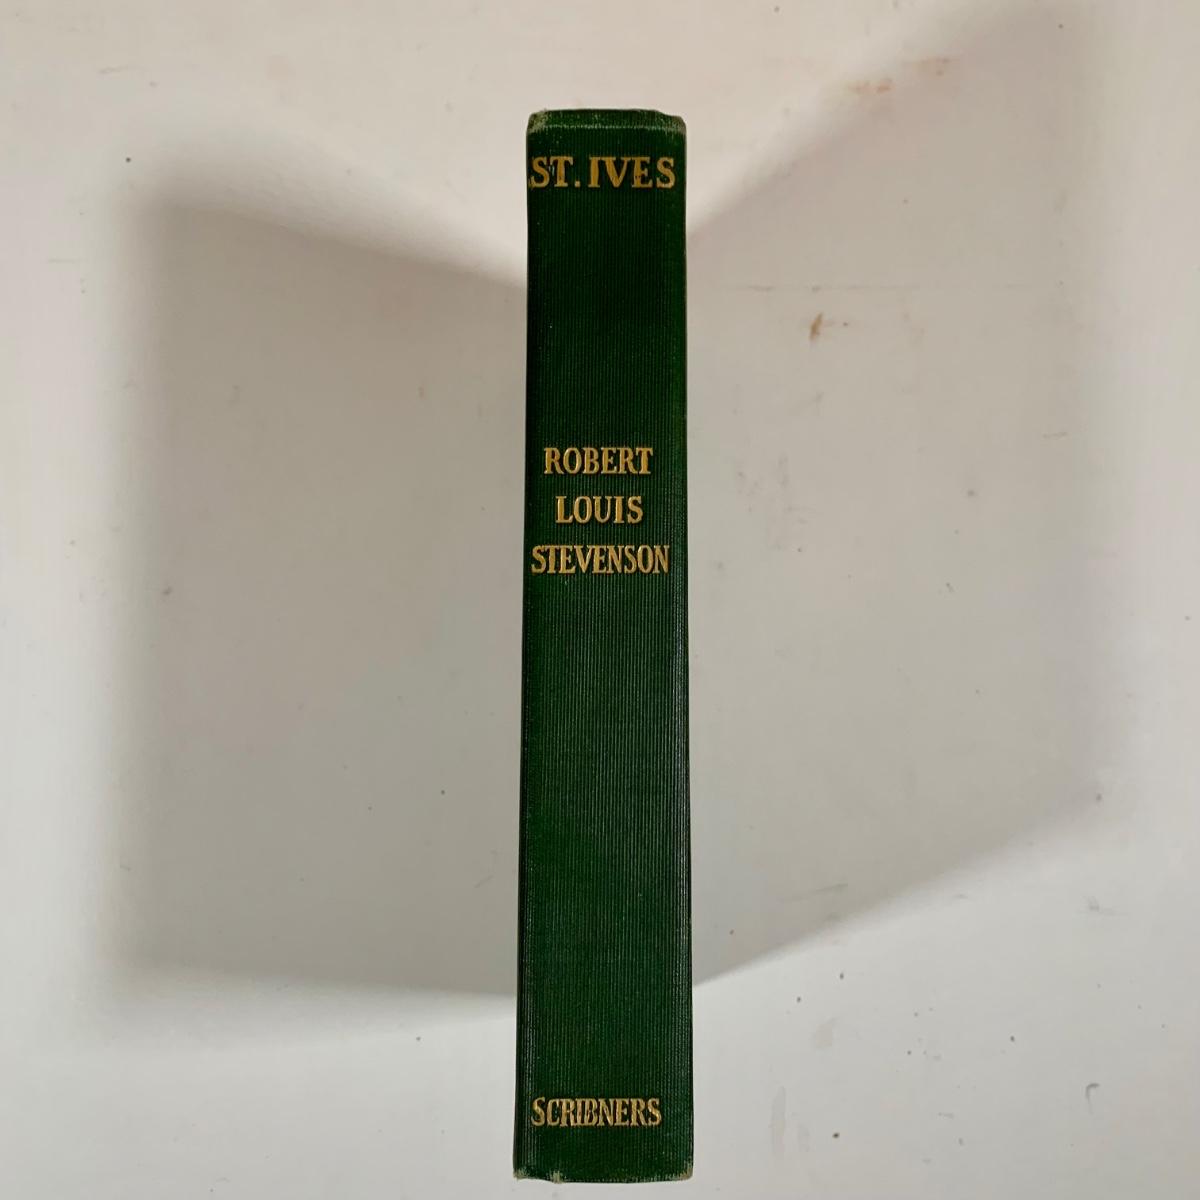 ST. IVES
ROBERT
LOUIS
STEVENSON
SCRIBNERS